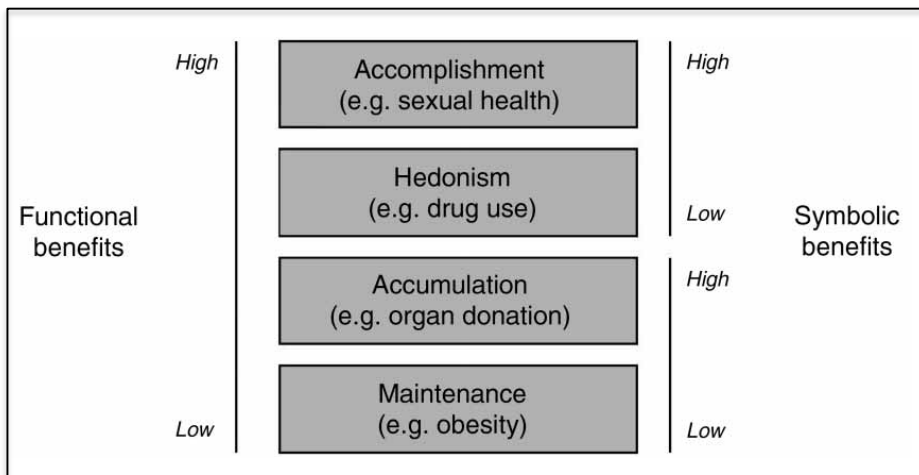 High
Accomplishment
(e.g. sexual health)
High
Hedonism
(e.g. drug use)
Low
Functional
benefits
Symbolic
benefits
Accumulation
(e.g. organ donation)
High
Maintenance
(e.g. obesity)
Low
Low